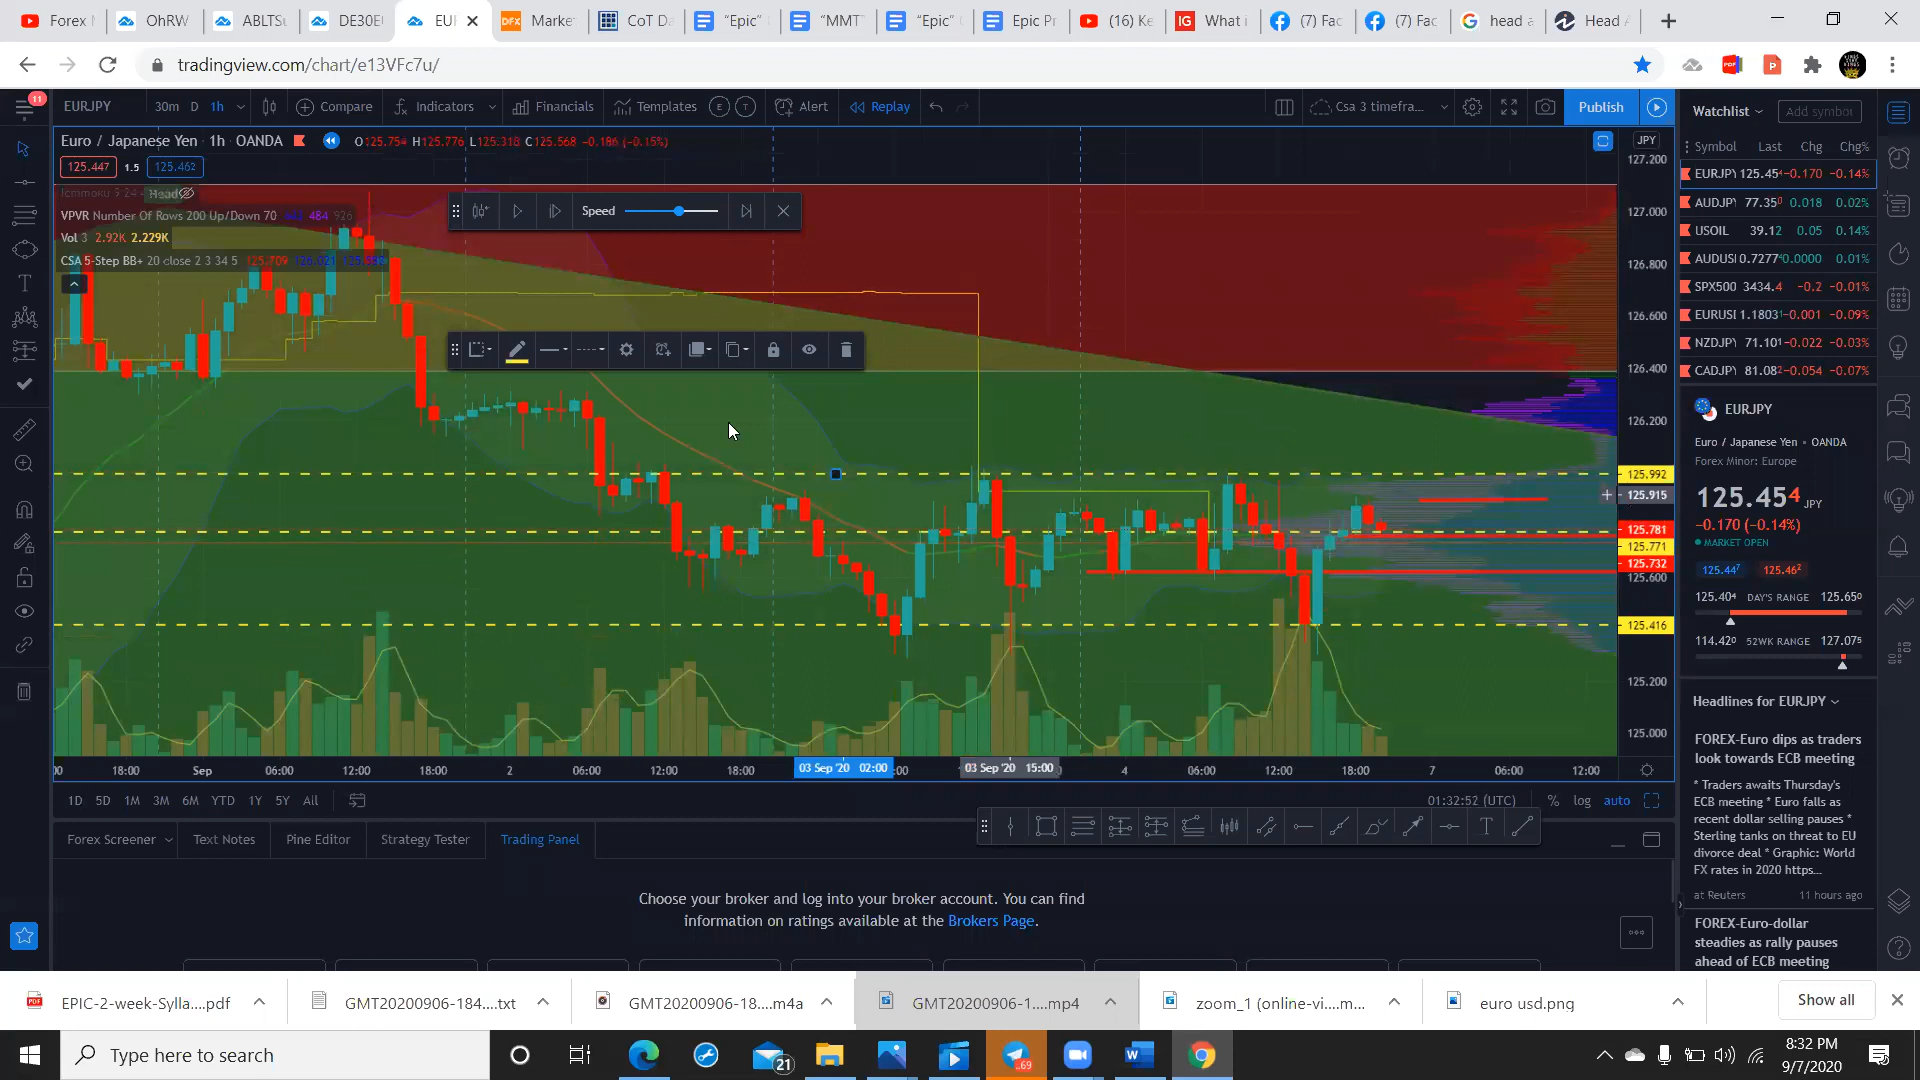 Forex M
OhRW
ABLTSu
DE30EU
EUR
Market
CoT Da
"Epic"
"MMT"
"Epic"
Epic Pr
(16) Ke
What i
(7) Fac
(7) Fac
head a
Head A
tradingview.com/chart/e13VFc7u/
11
EURJPY
30m D 1h
Compare
Indicators
Financials
Templates
E T
Alert
Replay
Csa 3 timefra...
Publish
Euro / Japanese Yen · 1h · OANDA
O125.754 H125.776 L125.318 C125.568 −0.186 (−0.15%)
125.447 1.5 125.462
Head
VPVR Number Of Rows 200 Up/Down 70 484 926
Vol 3 2.92K 2.229K
CSA 5-Step BB+ 20 close 2 3 34 5 125.709
Speed
JPY
127.200
127.000
126.800
126.600
126.400
126.200
125.992
125.915
125.781
125.771
125.732
125.600
125.416
125.200
125.000
18:00 Sep 06:00 12:00 18:00 2 06:00 12:00 18:00 03 Sep '20 02:00 03 Sep '20 15:00 4 06:00 12:00 18:00 7 06:00 12:00
1D 5D 1M 3M 6M YTD 1Y 5Y All
01:32:52 (UTC) % log auto
Forex Screener Text Notes Pine Editor Strategy Tester Trading Panel
Choose your broker and log into your broker account. You can find
information on ratings available at the Brokers Page.
Watchlist
Add symbol
Symbol Last Chg Chg%
EURJPY 125.454 −0.170 −0.14%
AUDJPY 77.350 0.018 0.02%
USOIL 39.12 0.05 0.14%
AUDUSD 0.7277 0.0000 0.01%
SPX500 3434.4 −0.2 −0.01%
EURUSD 1.1803 −0.001 −0.09%
NZDJPY 71.101 −0.022 −0.03%
CADJPY 81.082 −0.054 −0.07%
EURJPY
Euro / Japanese Yen • OANDA
Forex Minor: Europe
125.454 JPY
−0.170 (−0.14%)
MARKET OPEN
125.447 125.462
125.404 DAY'S RANGE 125.650
114.420 52WK RANGE 127.075
Headlines for EURJPY
FOREX-Euro dips as traders
look towards ECB meeting
* Traders awaits Thursday's
ECB meeting * Euro falls as
recent dollar selling pauses *
Sterling tanks on threat to EU
divorce deal * Graphic: World
FX rates in 2020 https...
at Reuters 11 hours ago
FOREX-Euro-dollar
steadies as rally pauses
ahead of ECB meeting
EPIC-2-week-Sylla....pdf
GMT20200906-184....txt
GMT20200906-18....m4a
GMT20200906-1....mp4
zoom_1 (online-vi....m...
euro usd.png
Show all
Type here to search
21
69
8:32 PM
9/7/2020